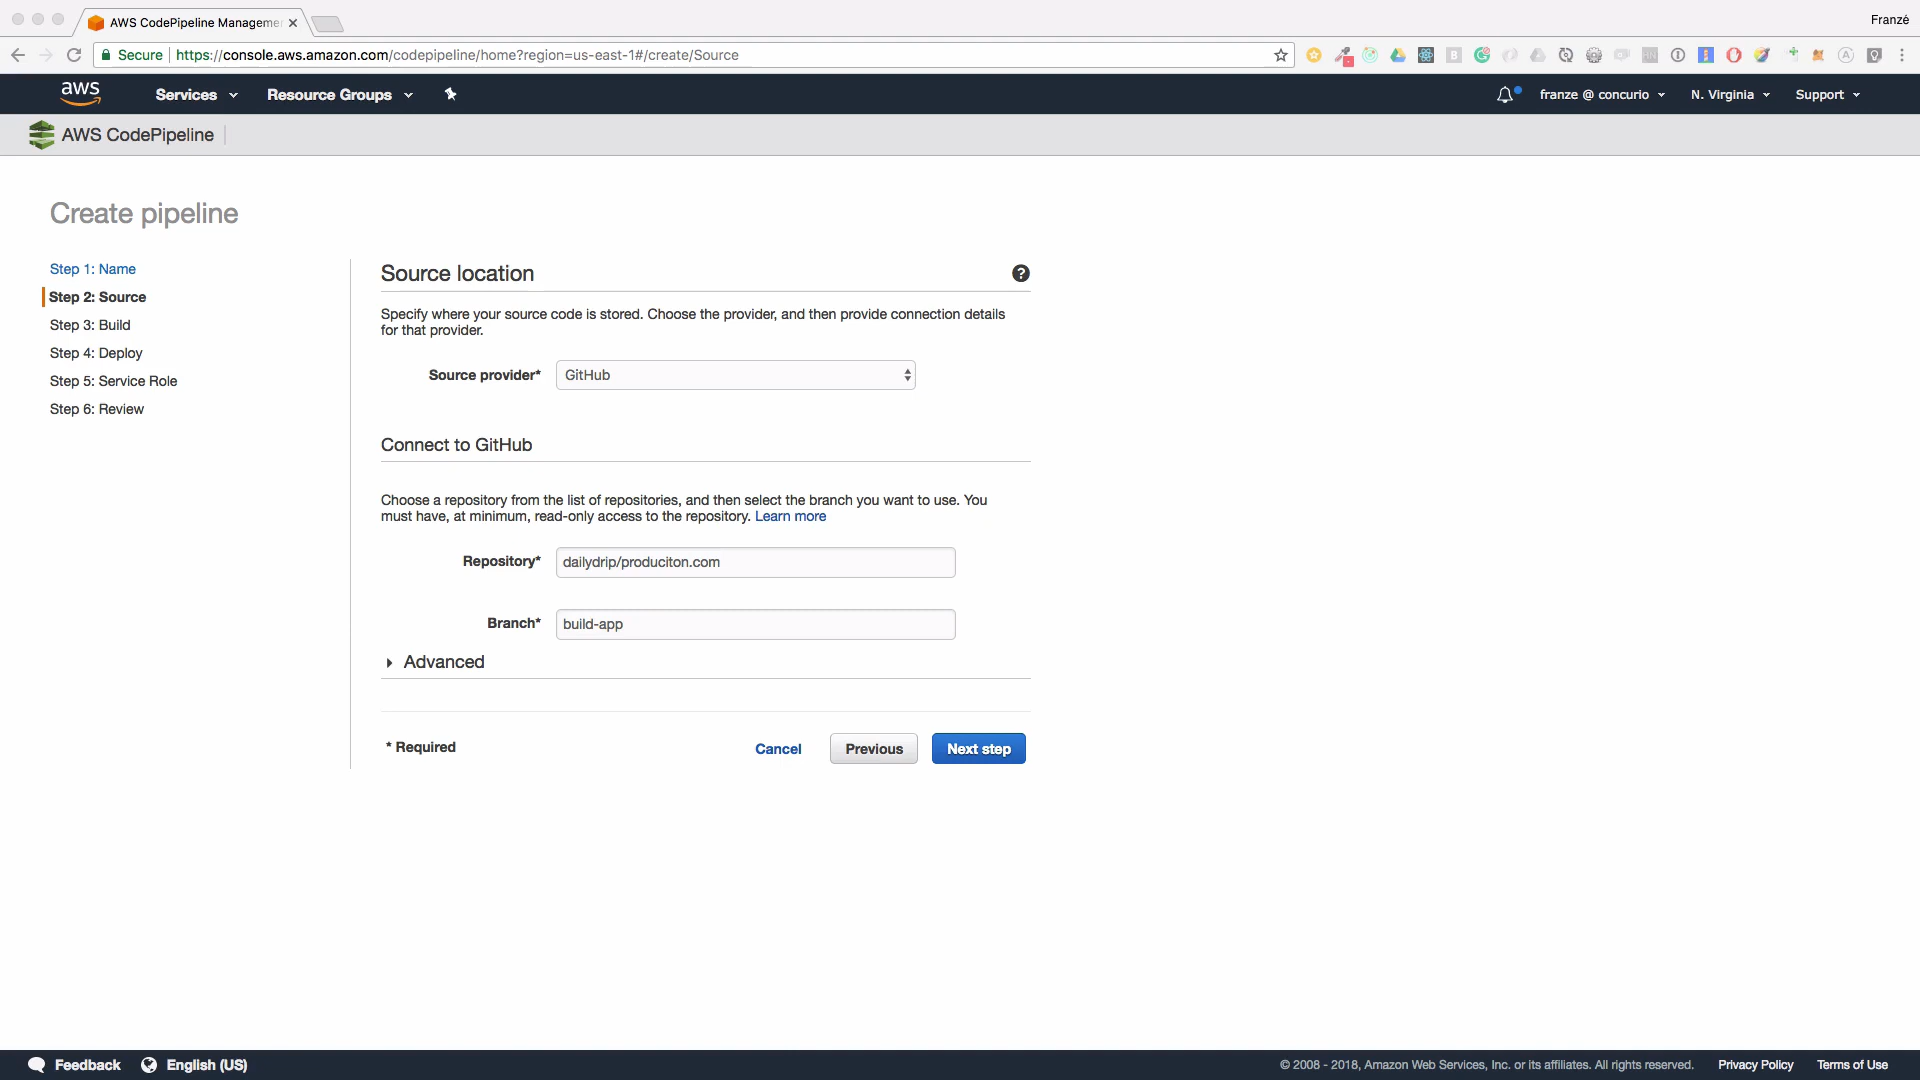 AWS CodePipeline Manageme
Franzé
Secure
https://console.aws.amazon.com/codepipeline/home?region=us-east-1#/create/Source
aws
Services
Resource Groups
franze @ concurio
N. Virginia
Support
AWS CodePipeline
Create pipeline
Step 1: Name
Step 2: Source
Step 3: Build
Step 4: Deploy
Step 5: Service Role
Step 6: Review
Source location
?
Specify where your source code is stored. Choose the provider, and then provide connection details
for that provider.
Source provider*
GitHub
Connect to GitHub
Choose a repository from the list of repositories, and then select the branch you want to use. You
must have, at minimum, read-only access to the repository. Learn more
Repository*
dailydrip/produciton.com
Branch*
build-app
Advanced
* Required
Cancel
Previous
Next step
Feedback
English (US)
© 2008 - 2018, Amazon Web Services, Inc. or its affiliates. All rights reserved.
Privacy Policy
Terms of Use